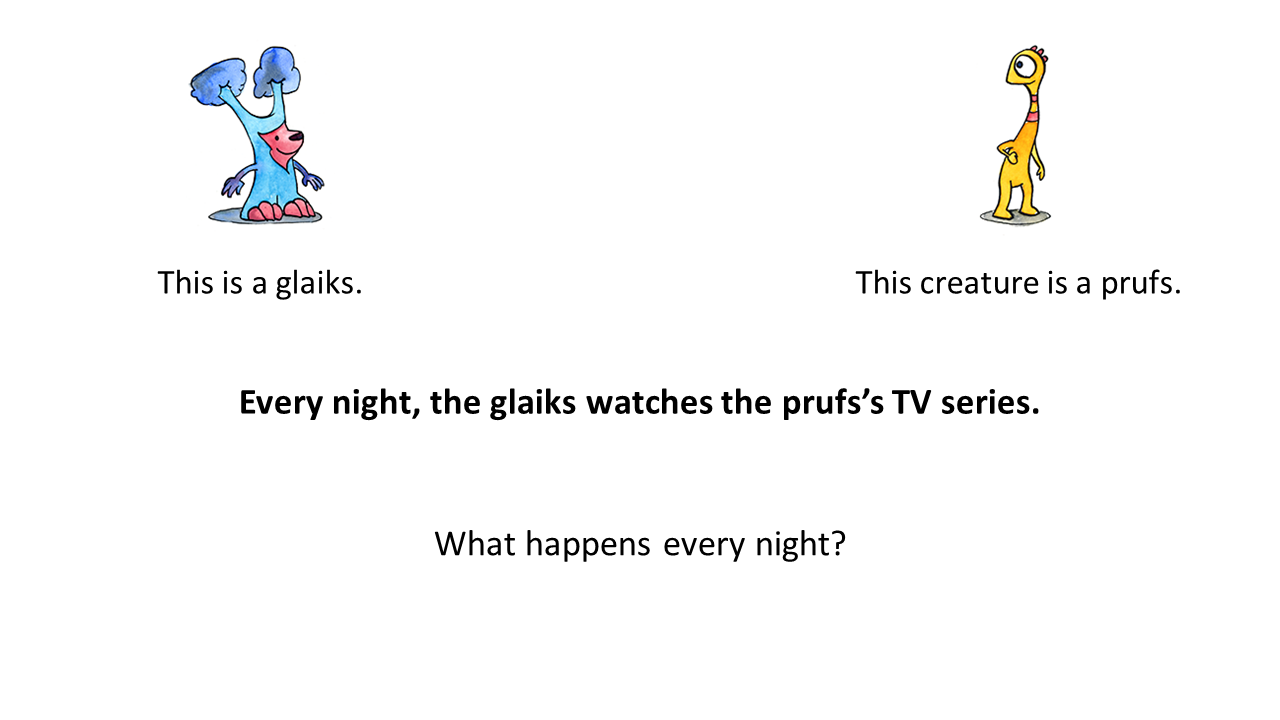 This is a glaiks.
This creature is a prufs.
Every night, the glaiks watches the prufs’s TV series.
What happens every night?